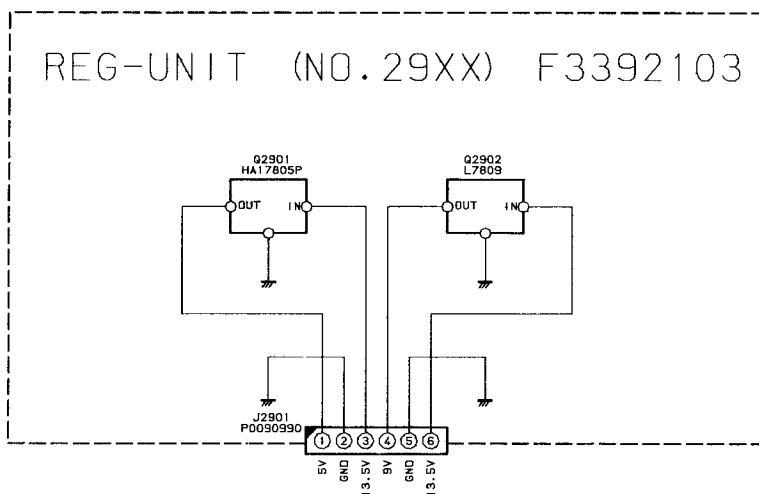 REG-UNIT (NO.29XX) F3392103
Q2901
HA17805P
Q2902
L7809
OUT IN
OUT IN
J2901
P0090990
1 2 3 4 5 6
5V
GND
13.5V
9V
GND
13.5V